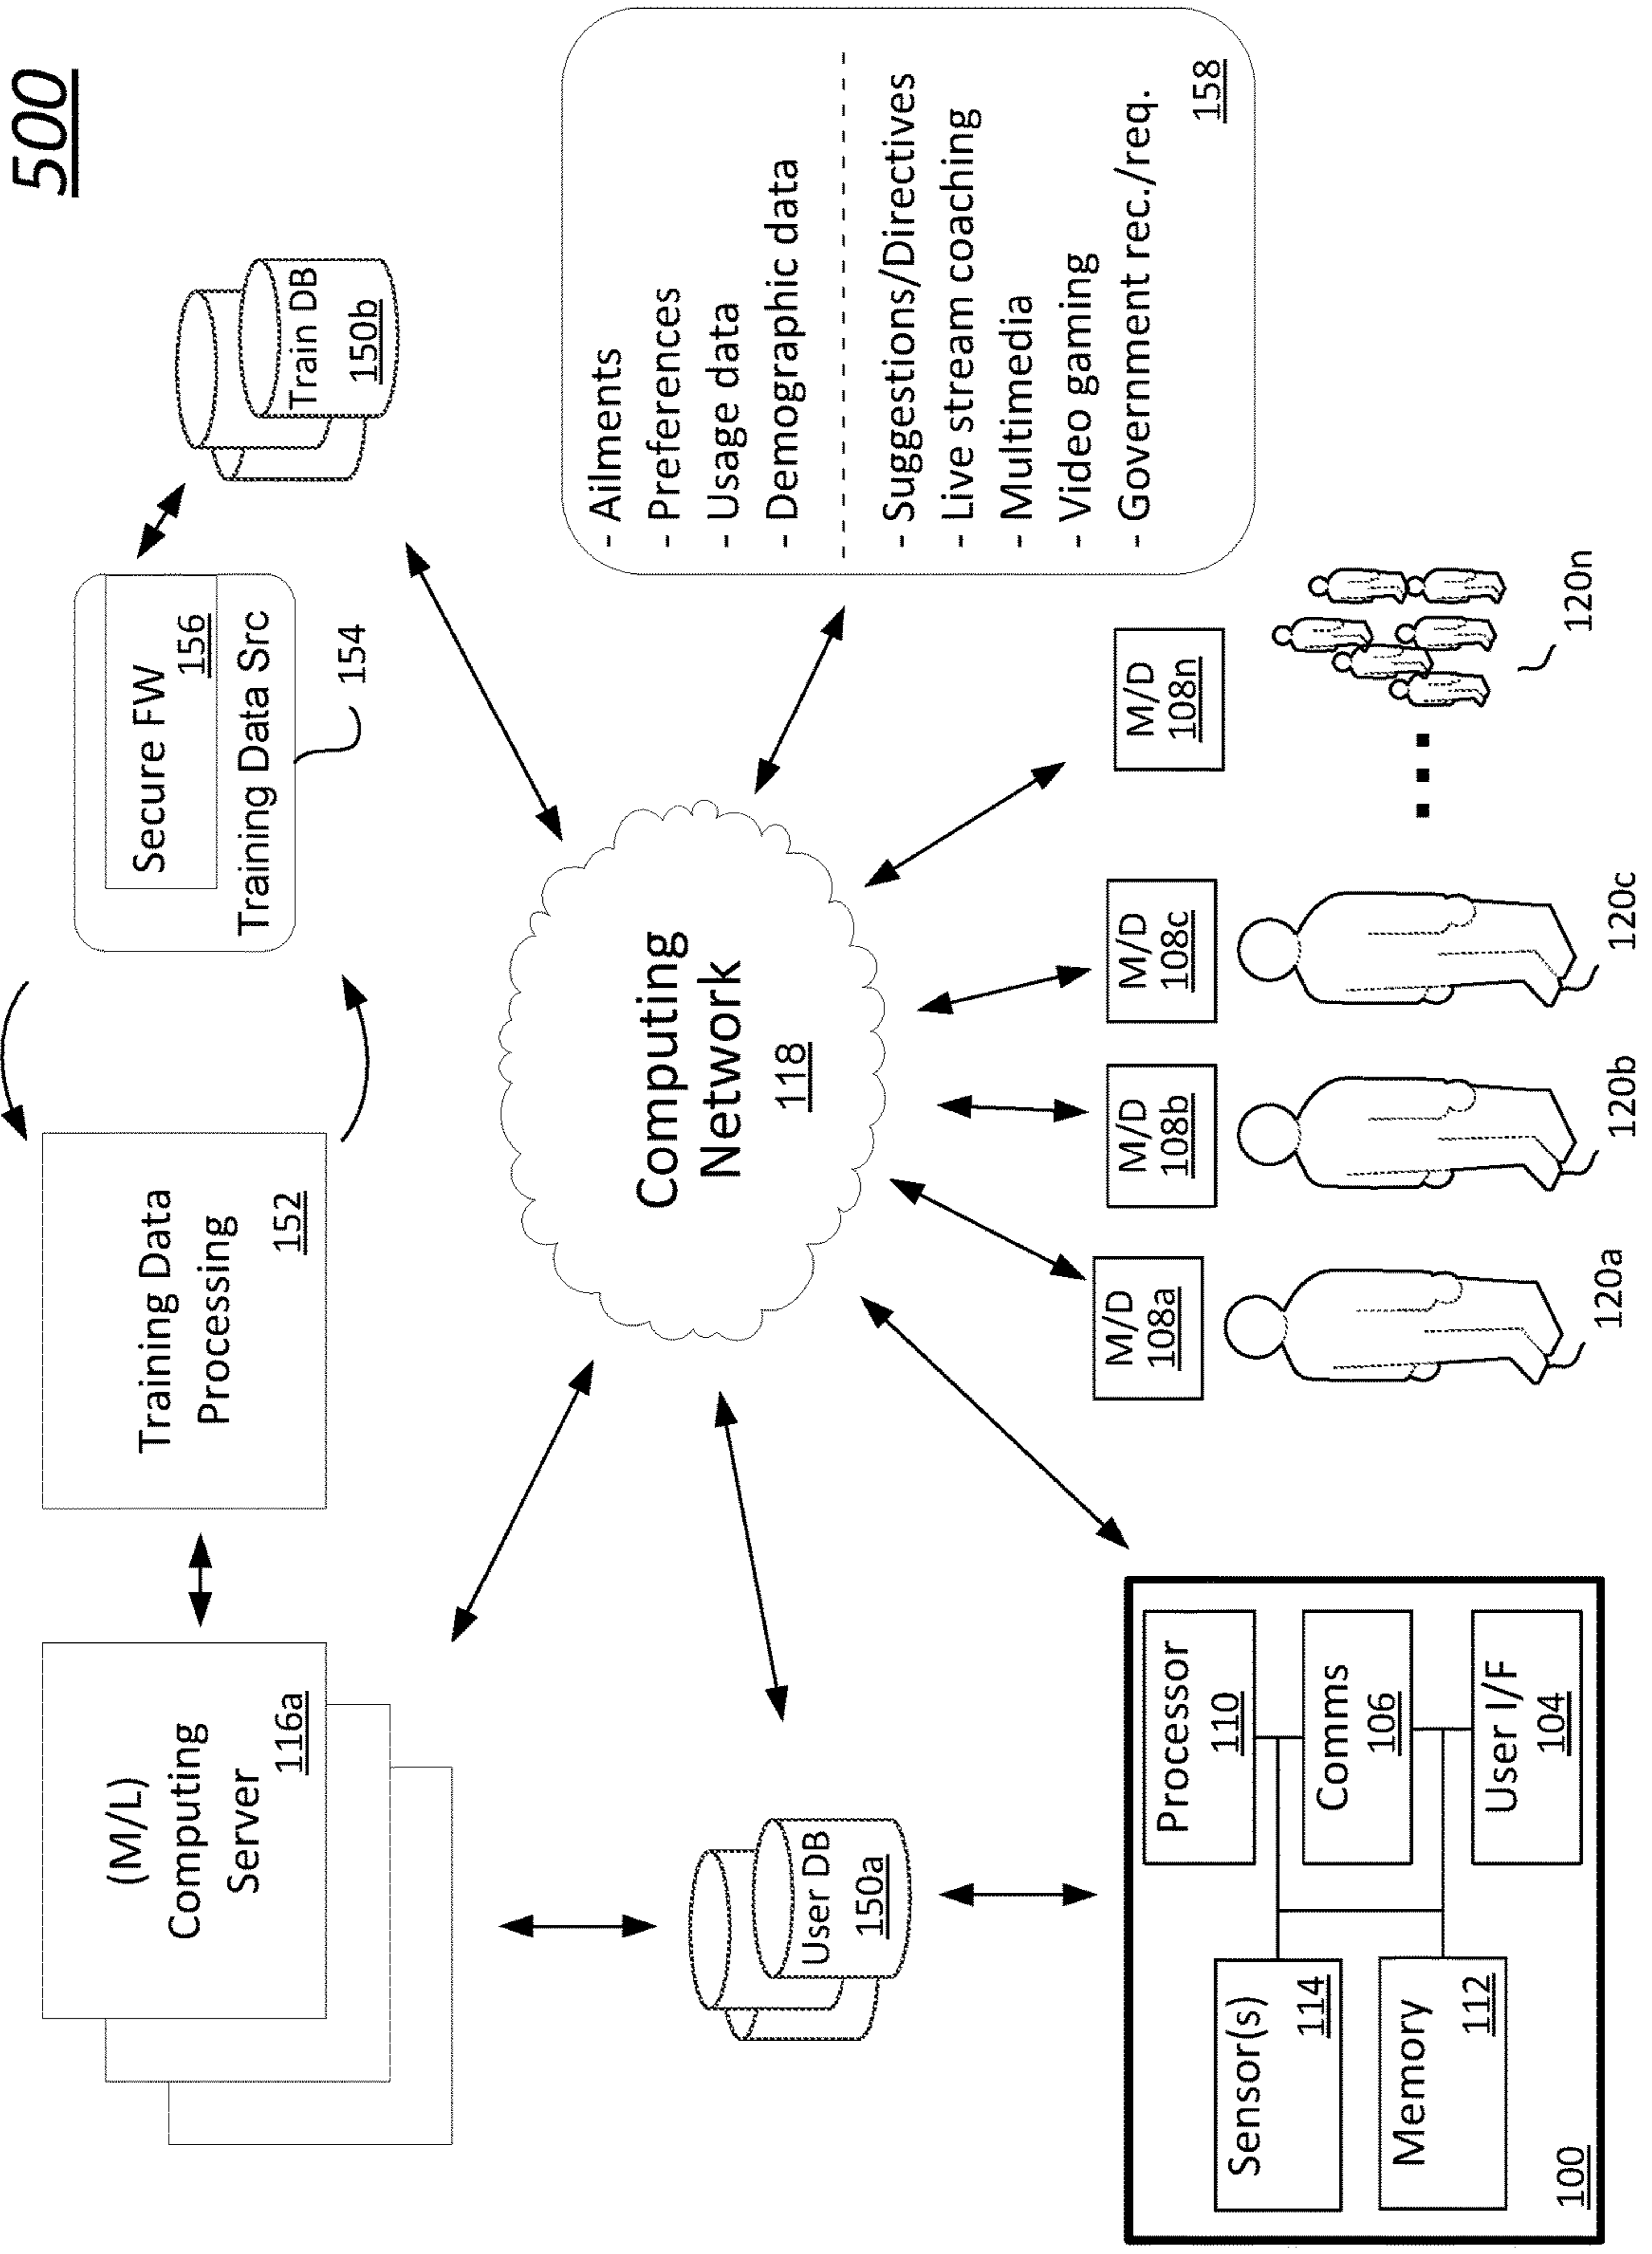 500
(M/L)
Computing
Server
116a
Training Data
Processing
152
Secure FW
156
Training Data Src
154
Train DB
150b
User DB
150a
Computing
Network
118
- Ailments
- Preferences
- Usage data
- Demographic data
- Suggestions/Directives
- Live stream coaching
- Multimedia
- Video gaming
- Government rec./req.
158
Sensor(s)
114
Memory
112
Processor
110
Comms
106
User I/F
104
100
M/D
108a
M/D
108b
M/D
108c
M/D
108n
120a
120b
120c
120n